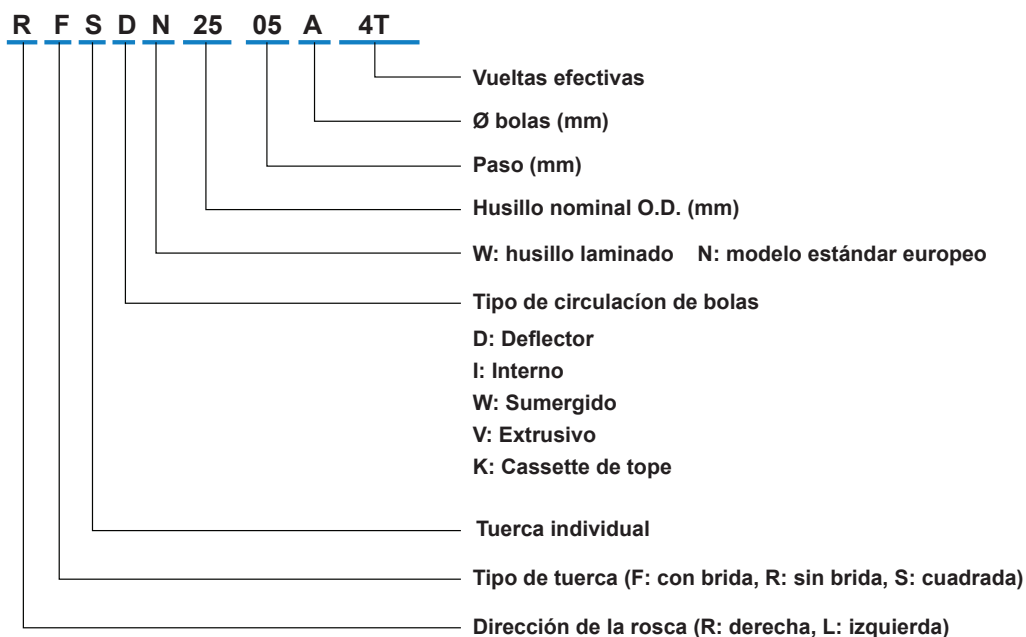 R F S D N 25 05 A 4T
Vueltas efectivas
Ø bolas (mm)
Paso (mm)
Husillo nominal O.D. (mm)
W: husillo laminado N: modelo estándar europeo
Tipo de circulacíon de bolas
D: Deflector
I: Interno
W: Sumergido
V: Extrusivo
K: Cassette de tope
Tuerca individual
Tipo de tuerca (F: con brida, R: sin brida, S: cuadrada)
Dirección de la rosca (R: derecha, L: izquierda)